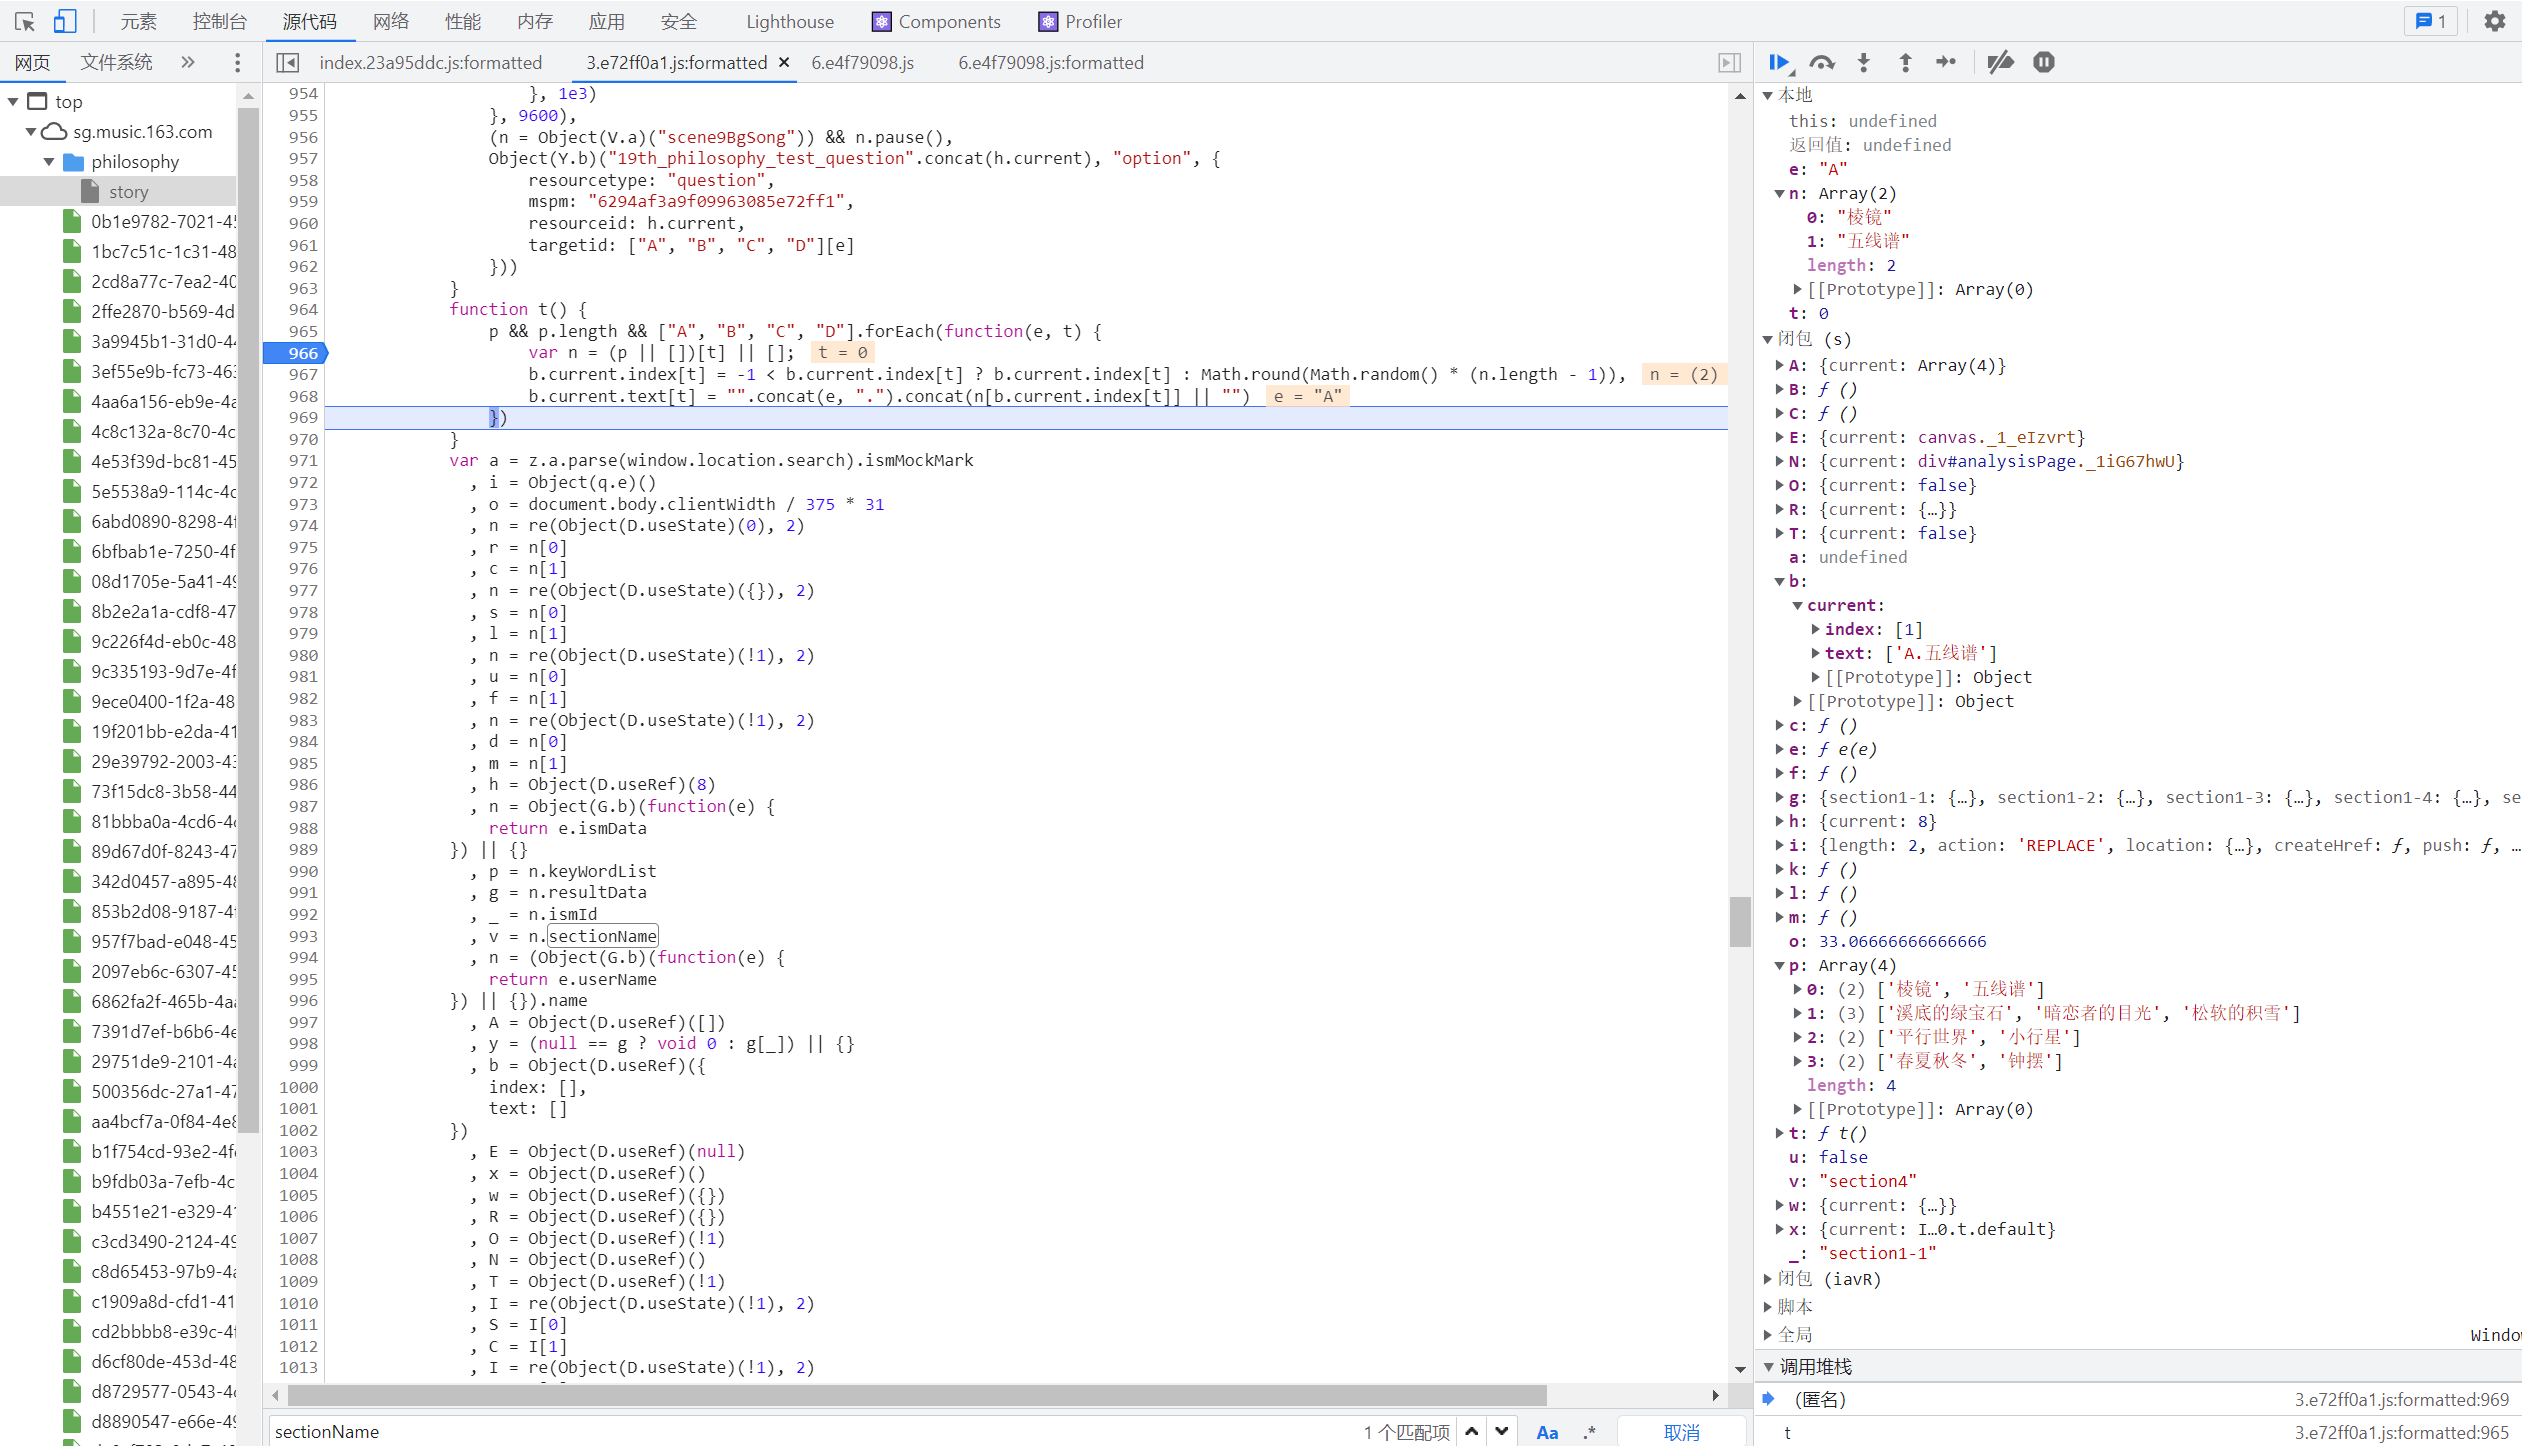 元素 控制台 源代码 网络 性能 内存 应用 安全 Lighthouse Components Profiler 1
网页 文件系统 »
index.23a95ddc.js:formatted 3.e72ff0a1.js:formatted × 6.e4f79098.js 6.e4f79098.js:formatted
top
sg.music.163.com
philosophy
story
0b1e9782-7021-45
1bc7c51c-1c31-48
2cd8a77c-7ea2-40
2ffe2870-b569-4d
3a9945b1-31d0-44
3ef55e9b-fc73-463
4aa6a156-eb9e-4a
4c8c132a-8c70-4c
4e53f39d-bc81-45
5e5538a9-114c-4c
6abd0890-8298-4f
6bfbab1e-7250-4f
08d1705e-5a41-49
8b2e2a1a-cdf8-47
9c226f4d-eb0c-48
9c335193-9d7e-4f
9ece0400-1f2a-48
19f201bb-e2da-41
29e39792-2003-43
73f15dc8-3b58-44
81bbba0a-4cd6-4
89d67d0f-8243-47
342d0457-a895-48
853b2d08-9187-4f
957f7bad-e048-45
2097eb6c-6307-45
6862fa2f-465b-4aa
7391d7ef-b6b6-4e
29751de9-2101-4a
500356dc-27a1-47
aa4bcf7a-0f84-4e8
b1f754cd-93e2-4f
b9fdb03a-7efb-4c
b4551e21-e329-41
c3cd3490-2124-49
c8d65453-97b9-4a
c1909a8d-cfd1-41
cd2bbbb8-e39c-4f
d6cf80de-453d-48
d8729577-0543-4
d8890547-e66e-49
954 }, 1e3)
955 }, 9600),
956 (n = Object(V.a)("scene9BgSong")) && n.pause(),
957 Object(Y.b)("19th_philosophy_test_question".concat(h.current), "option", {
958 resourcetype: "question",
959 mspm: "6294af3a9f09963085e72ff1",
960 resourceid: h.current,
961 targetid: ["A", "B", "C", "D"][e]
962 }))
963 }
964 function t() {
965 p && p.length && ["A", "B", "C", "D"].forEach(function(e, t) {
966 var n = (p || [])[t] || []; t = 0
967 b.current.index[t] = -1 < b.current.index[t] ? b.current.index[t] : Math.round(Math.random() * (n.length - 1)), n = (2)
968 b.current.text[t] = "".concat(e, ".").concat(n[b.current.index[t]] || "") e = "A"
969 })
970 }
971 var a = z.a.parse(window.location.search).ismMockMark
972 , i = Object(q.e)()
973 , o = document.body.clientWidth / 375 * 31
974 , n = re(Object(D.useState)(0), 2)
975 , r = n[0]
976 , c = n[1]
977 , n = re(Object(D.useState)({}), 2)
978 , s = n[0]
979 , l = n[1]
980 , n = re(Object(D.useState)(!1), 2)
981 , u = n[0]
982 , f = n[1]
983 , n = re(Object(D.useState)(!1), 2)
984 , d = n[0]
985 , m = n[1]
986 , h = Object(D.useRef)(8)
987 , n = Object(G.b)(function(e) {
988 return e.ismData
989 }) || {}
990 , p = n.keyWordList
991 , g = n.resultData
992 , _ = n.ismId
993 , v = n.sectionName
994 , n = (Object(G.b)(function(e) {
995 return e.userName
996 }) || {}).name
997 , A = Object(D.useRef)([])
998 , y = (null == g ? void 0 : g[_]) || {}
999 , b = Object(D.useRef)({
1000 index: [],
1001 text: []
1002 })
1003 , E = Object(D.useRef)(null)
1004 , x = Object(D.useRef)()
1005 , w = Object(D.useRef)({})
1006 , R = Object(D.useRef)({})
1007 , O = Object(D.useRef)(!1)
1008 , N = Object(D.useRef)()
1009 , T = Object(D.useRef)(!1)
1010 , I = re(Object(D.useState)(!1), 2)
1011 , S = I[0]
1012 , C = I[1]
1013 , I = re(Object(D.useState)(!1), 2)
sectionName 1 个匹配项 Aa .* 取消
本地
this: undefined
返回值: undefined
e: "A"
n: Array(2)
0: "棱镜"
1: "五线谱"
length: 2
[[Prototype]]: Array(0)
t: 0
闭包 (s)
A: {current: Array(4)}
B: ƒ ()
C: ƒ ()
E: {current: canvas._1_eIzvrt}
N: {current: div#analysisPage._1iG67hwU}
O: {current: false}
R: {current: {…}}
T: {current: false}
a: undefined
b:
current:
index: [1]
text: ['A.五线谱']
[[Prototype]]: Object
[[Prototype]]: Object
c: ƒ ()
e: ƒ e(e)
f: ƒ ()
g: {section1-1: {…}, section1-2: {…}, section1-3: {…}, section1-4: {…}, se
h: {current: 8}
i: {length: 2, action: 'REPLACE', location: {…}, createHref: ƒ, push: ƒ, …
k: ƒ ()
l: ƒ ()
m: ƒ ()
o: 33.06666666666666
p: Array(4)
0: (2) ['棱镜', '五线谱']
1: (3) ['溪底的绿宝石', '暗恋者的目光', '松软的积雪']
2: (2) ['平行世界', '小行星']
3: (2) ['春夏秋冬', '钟摆']
length: 4
[[Prototype]]: Array(0)
t: ƒ t()
u: false
v: "section4"
w: {current: {…}}
x: {current: I…0.t.default}
_: "section1-1"
闭包 (iavR)
脚本
全局 Windo
调用堆栈
(匿名) 3.e72ff0a1.js:formatted:969
t 3.e72ff0a1.js:formatted:965